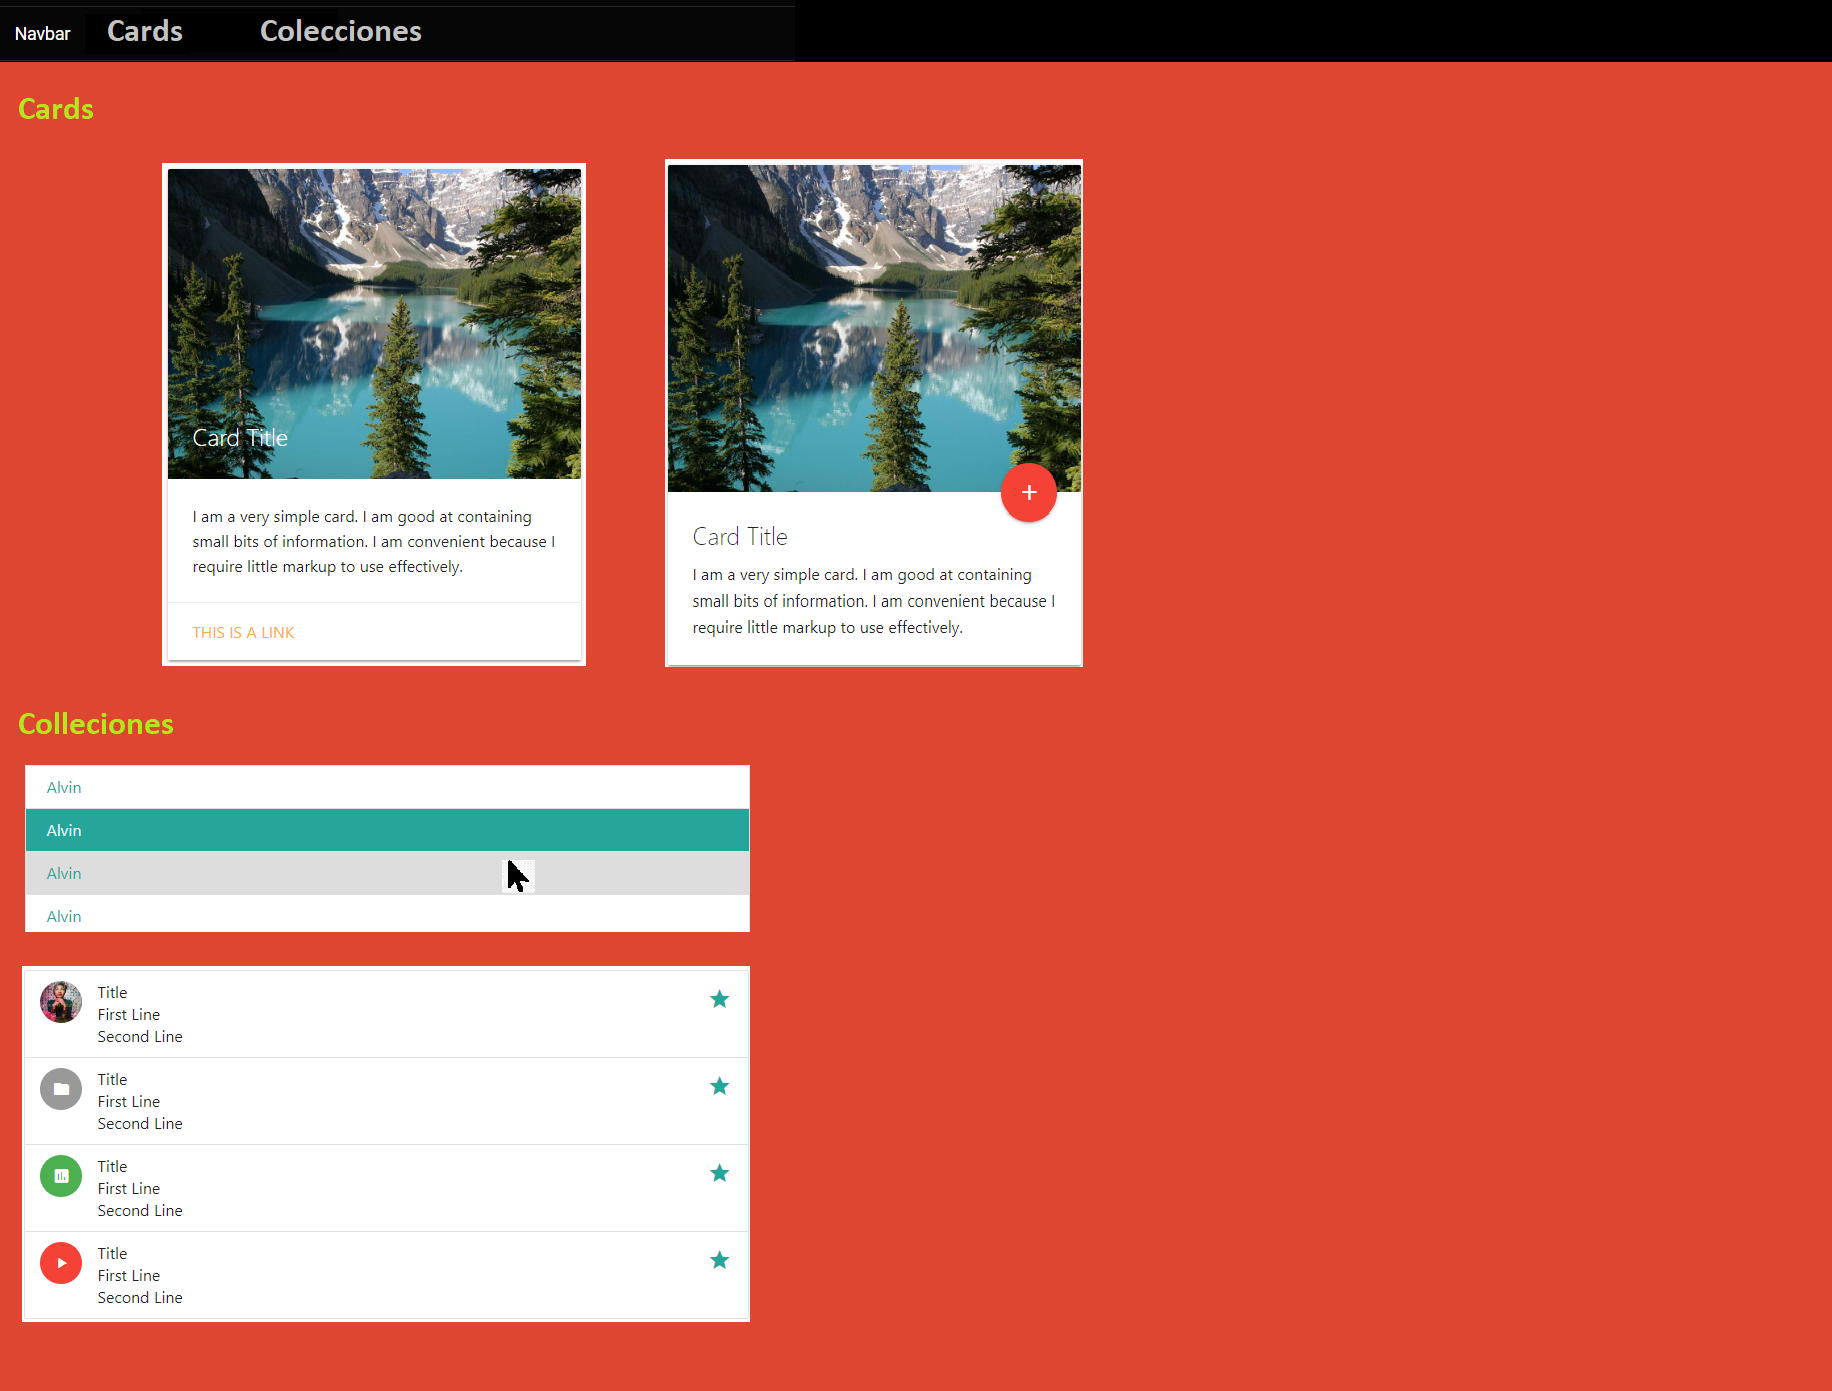 Navbar Cards Colecciones
Cards
Card Title
I am a very simple card. I am good at containing
small bits of information. I am convenient because I
require little markup to use effectively.
THIS IS A LINK
+
Card Title
I am a very simple card. I am good at containing
small bits of information. I am convenient because I
require little markup to use effectively.
Colleciones
Alvin
Alvin
Alvin
Alvin
Title
First Line
Second Line
Title
First Line
Second Line
Title
First Line
Second Line
Title
First Line
Second Line